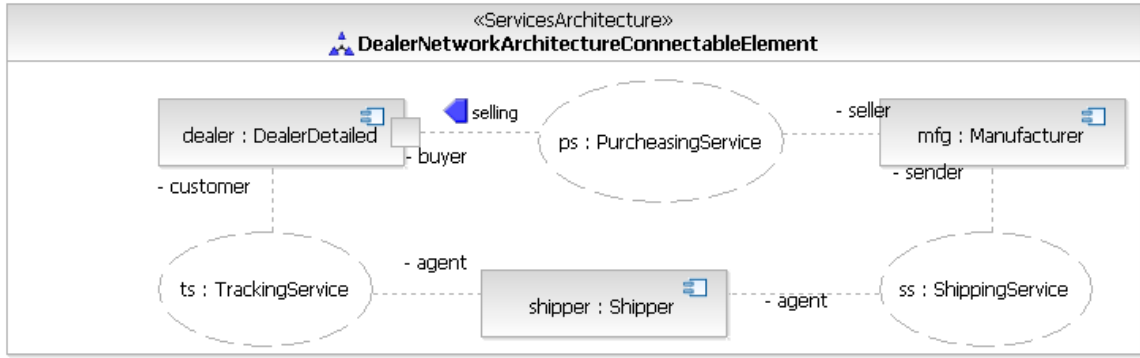 «ServicesArchitecture»
DealerNetworkArchitectureConnectableElement
selling
- seller
dealer : DealerDetailed
ps : PurcheasingService
mfg : Manufacturer
- buyer
- customer
- sender
- agent
ts : TrackingService
shipper : Shipper
- agent
ss : ShippingService